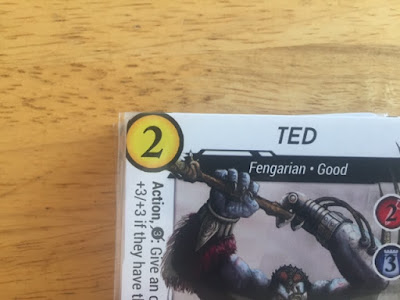 2
TED
Fengarian • Good
Action, : Give an
+3/+3 if they have
2
3